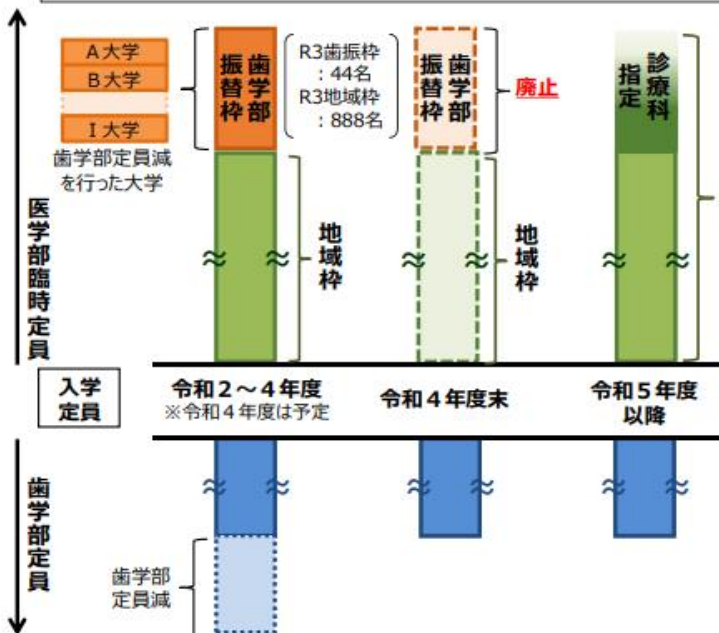 A大学
B大学
I大学
歯学部定員減
を行った大学
歯学部
振替枠
R3歯振枠
：44名
R3地域枠
：888名
歯学部
振替枠
廃止
診療科
指定
医学部臨時定員
地域枠
地域枠
入学
定員
令和２～４年度
※令和４年度は予定
令和４年度末
令和５年度
以降
歯学部定員
歯学部
定員減